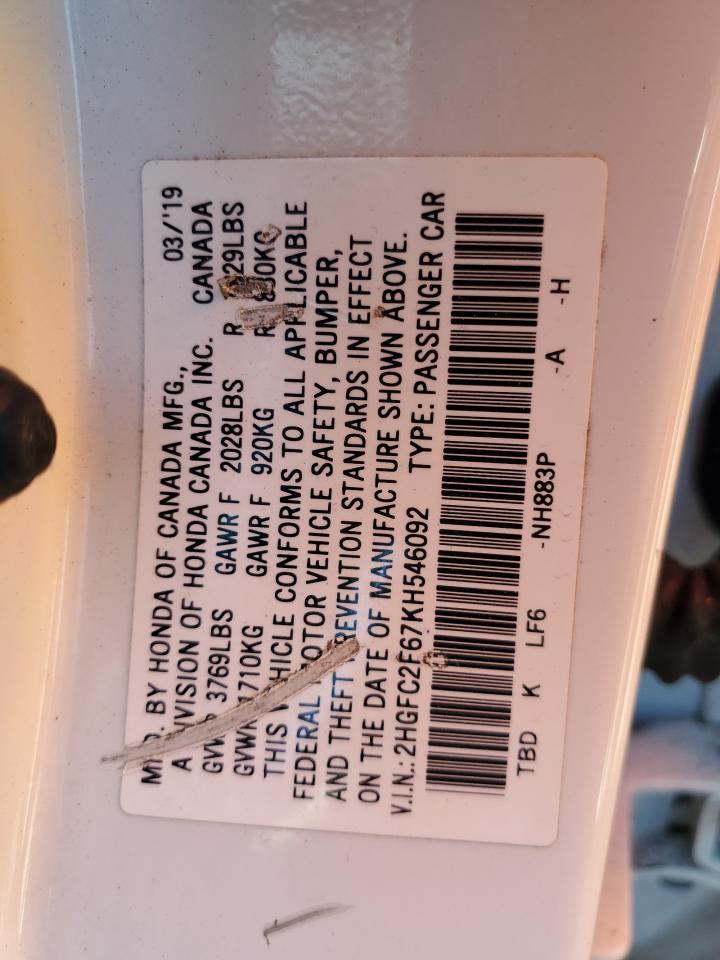 BY HONDA OF CANADA MFG., 03/'19
A DIVISION OF HONDA CANADA INC. CANADA
3769LBS GAWR F 2028LBS R
1710KG GAWR F 920KG R
THIS VEHICLE CONFORMS TO ALL APPLICABLE
FEDERAL MOTOR VEHICLE SAFETY, BUMPER,
AND THEFT PREVENTION STANDARDS IN EFFECT
ON THE DATE OF MANUFACTURE SHOWN ABOVE.
V.I.N.: 2HGFC2F67KH546092 TYPE: PASSENGER CAR
TBD K LF6 -NH883P -A -H